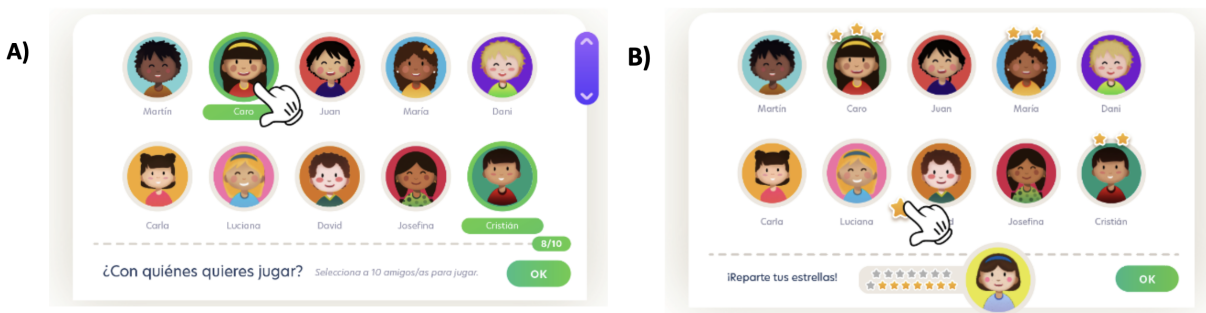 A)
Martín Caro Juan María Dani
Carla Luciana David Josefina Cristián
8/10
¿Con quiénes quieres jugar? Selecciona a 10 amigos/as para jugar. OK
B)
Martín Caro Juan María Dani
Carla Luciana d Josefina Cristián
¡Reparte tus estrellas! OK